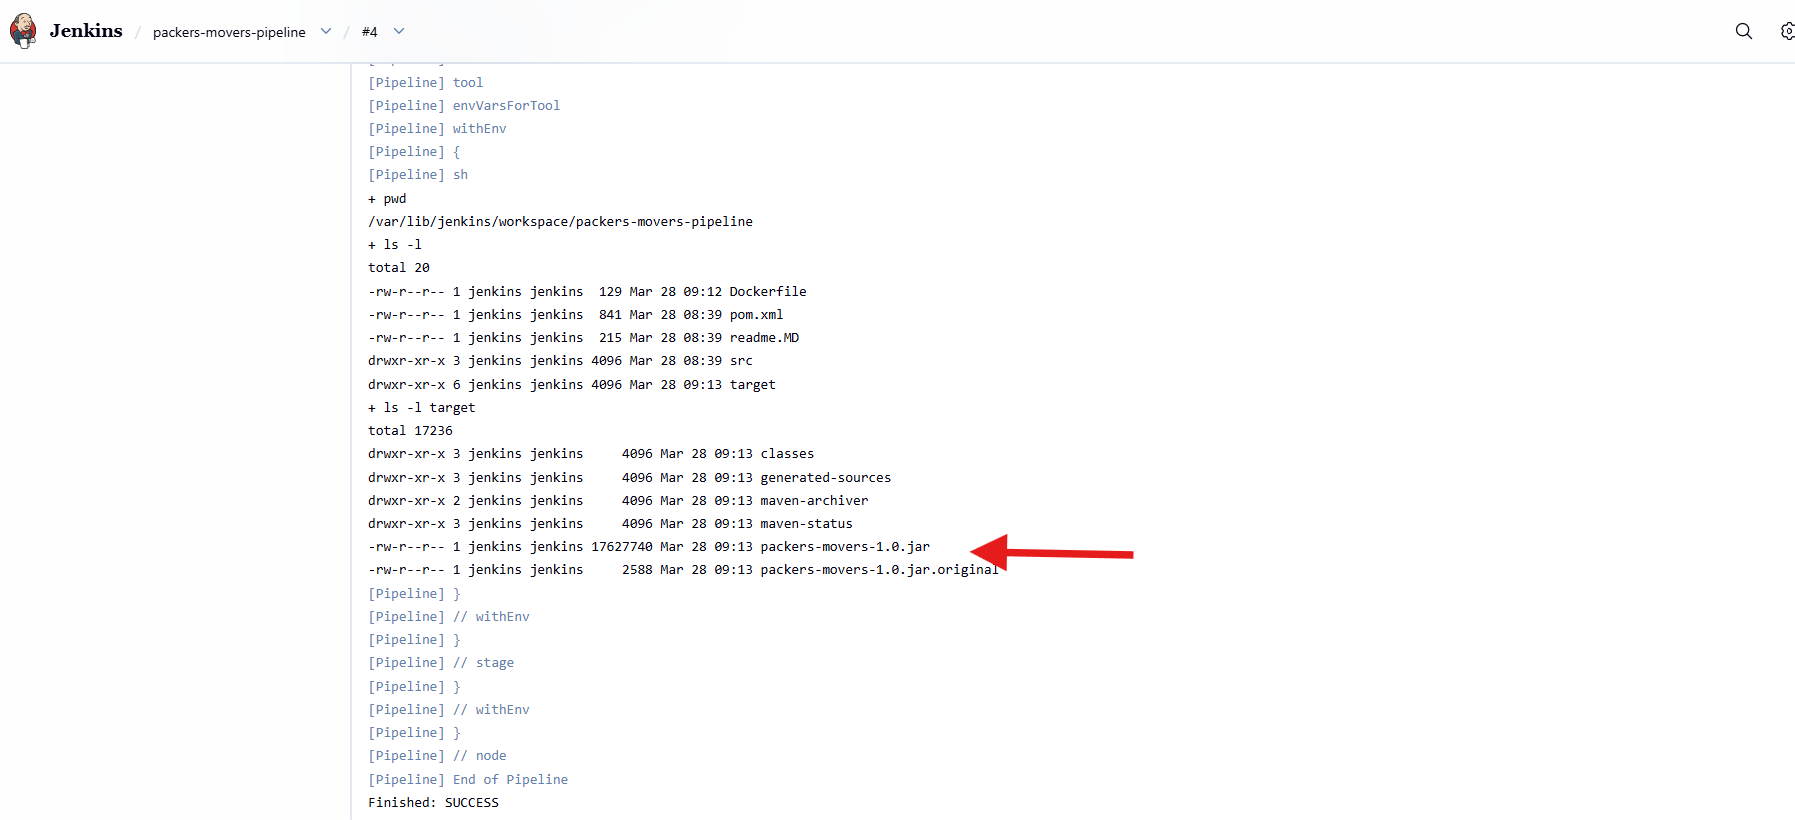 Jenkins / packers-movers-pipeline / #4
[Pipeline] tool
[Pipeline] envVarsForTool
[Pipeline] withEnv
[Pipeline] {
[Pipeline] sh
+ pwd
/var/lib/jenkins/workspace/packers-movers-pipeline
+ ls -l
total 20
-rw-r--r-- 1 jenkins jenkins  129 Mar 28 09:12 Dockerfile
-rw-r--r-- 1 jenkins jenkins  841 Mar 28 08:39 pom.xml
-rw-r--r-- 1 jenkins jenkins  215 Mar 28 08:39 readme.MD
drwxr-xr-x 3 jenkins jenkins 4096 Mar 28 08:39 src
drwxr-xr-x 6 jenkins jenkins 4096 Mar 28 09:13 target
+ ls -l target
total 17236
drwxr-xr-x 3 jenkins jenkins     4096 Mar 28 09:13 classes
drwxr-xr-x 3 jenkins jenkins     4096 Mar 28 09:13 generated-sources
drwxr-xr-x 2 jenkins jenkins     4096 Mar 28 09:13 maven-archiver
drwxr-xr-x 3 jenkins jenkins     4096 Mar 28 09:13 maven-status
-rw-r--r-- 1 jenkins jenkins 17627740 Mar 28 09:13 packers-movers-1.0.jar
-rw-r--r-- 1 jenkins jenkins     2588 Mar 28 09:13 packers-movers-1.0.jar.original
[Pipeline] }
[Pipeline] // withEnv
[Pipeline] }
[Pipeline] // stage
[Pipeline] }
[Pipeline] // withEnv
[Pipeline] }
[Pipeline] // node
[Pipeline] End of Pipeline
Finished: SUCCESS